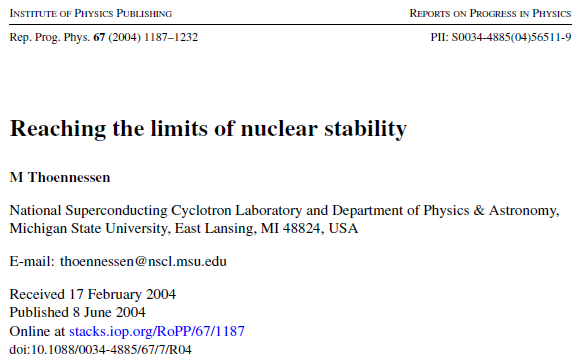 INSTITUTE OF PHYSICS PUBLISHING REPORTS ON PROGRESS IN PHYSICS
Rep. Prog. Phys. 67 (2004) 1187–1232 PII: S0034-4885(04)56511-9
Reaching the limits of nuclear stability
M Thoennessen
National Superconducting Cyclotron Laboratory and Department of Physics & Astronomy,
Michigan State University, East Lansing, MI 48824, USA
E-mail: thoennessen@nscl.msu.edu
Received 17 February 2004
Published 8 June 2004
Online at stacks.iop.org/RoPP/67/1187
doi:10.1088/0034-4885/67/7/R04